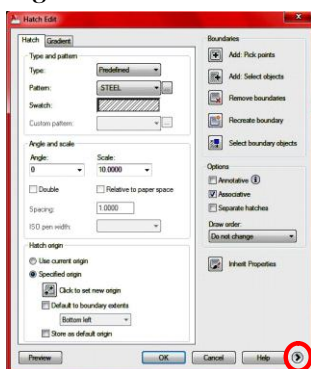 Hatch Edit
Hatch
Gradient
Type and pattern
Type:
Predefined
Pattern:
STEEL
Swatch:
Custom pattern:
Angle and scale
Angle:
Scale:
0
10.0000
Double
Relative to paper space
Spacing:
1.0000
ISO pen width:
Hatch origin
Use current origin
Specified origin
Click to set new origin
Default to boundary extents
Bottom left
Store as default origin
Boundaries
Add: Pick points
Add: Select objects
Remove boundaries
Recreate boundary
Select boundary objects
Options
Annotative
Associative
Separate hatches
Draw order:
Do not change
Inherit Properties
Preview
OK
Cancel
Help